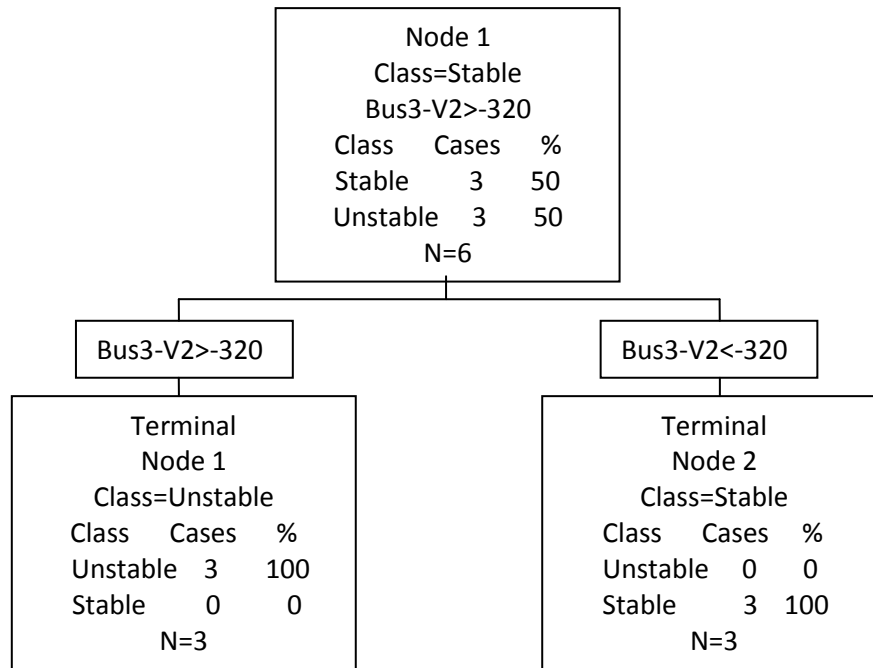 Node 1
Class=Stable
Bus3-V2>-320
Class Cases %
Stable 3 50
Unstable 3 50
N=6
Bus3-V2>-320
Bus3-V2<-320
Terminal
Node 1
Class=Unstable
Class Cases %
Unstable 3 100
Stable 0 0
N=3
Terminal
Node 2
Class=Stable
Class Cases %
Unstable 0 0
Stable 3 100
N=3